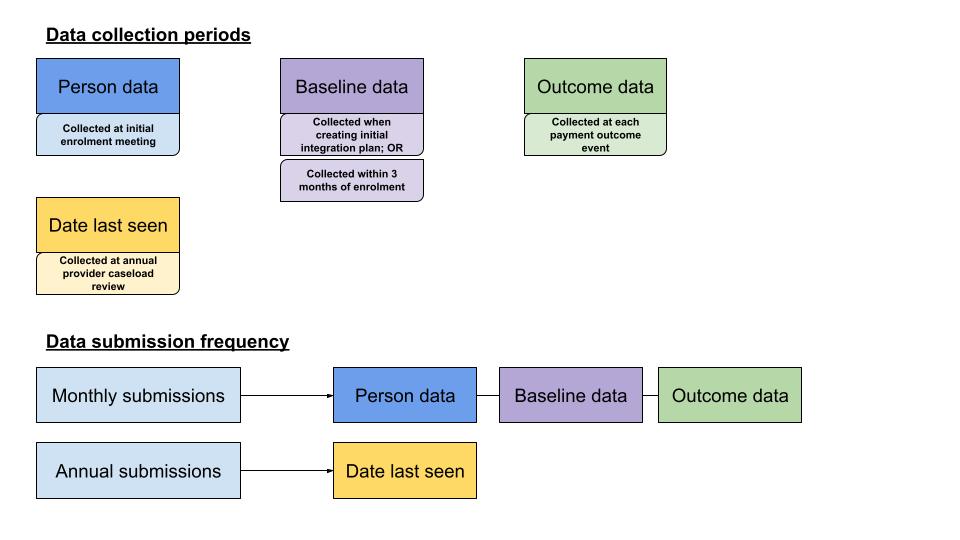 Data collection periods
Person data
Collected at initial
enrolment meeting
Baseline data
Collected when
creating initial
integration plan; OR
Collected within 3
months of enrolment
Outcome data
Collected at each
payment outcome
event
Date last seen
Collected at annual
provider caseload
review
Data submission frequency
Monthly submissions
Person data
Baseline data
Outcome data
Annual submissions
Date last seen